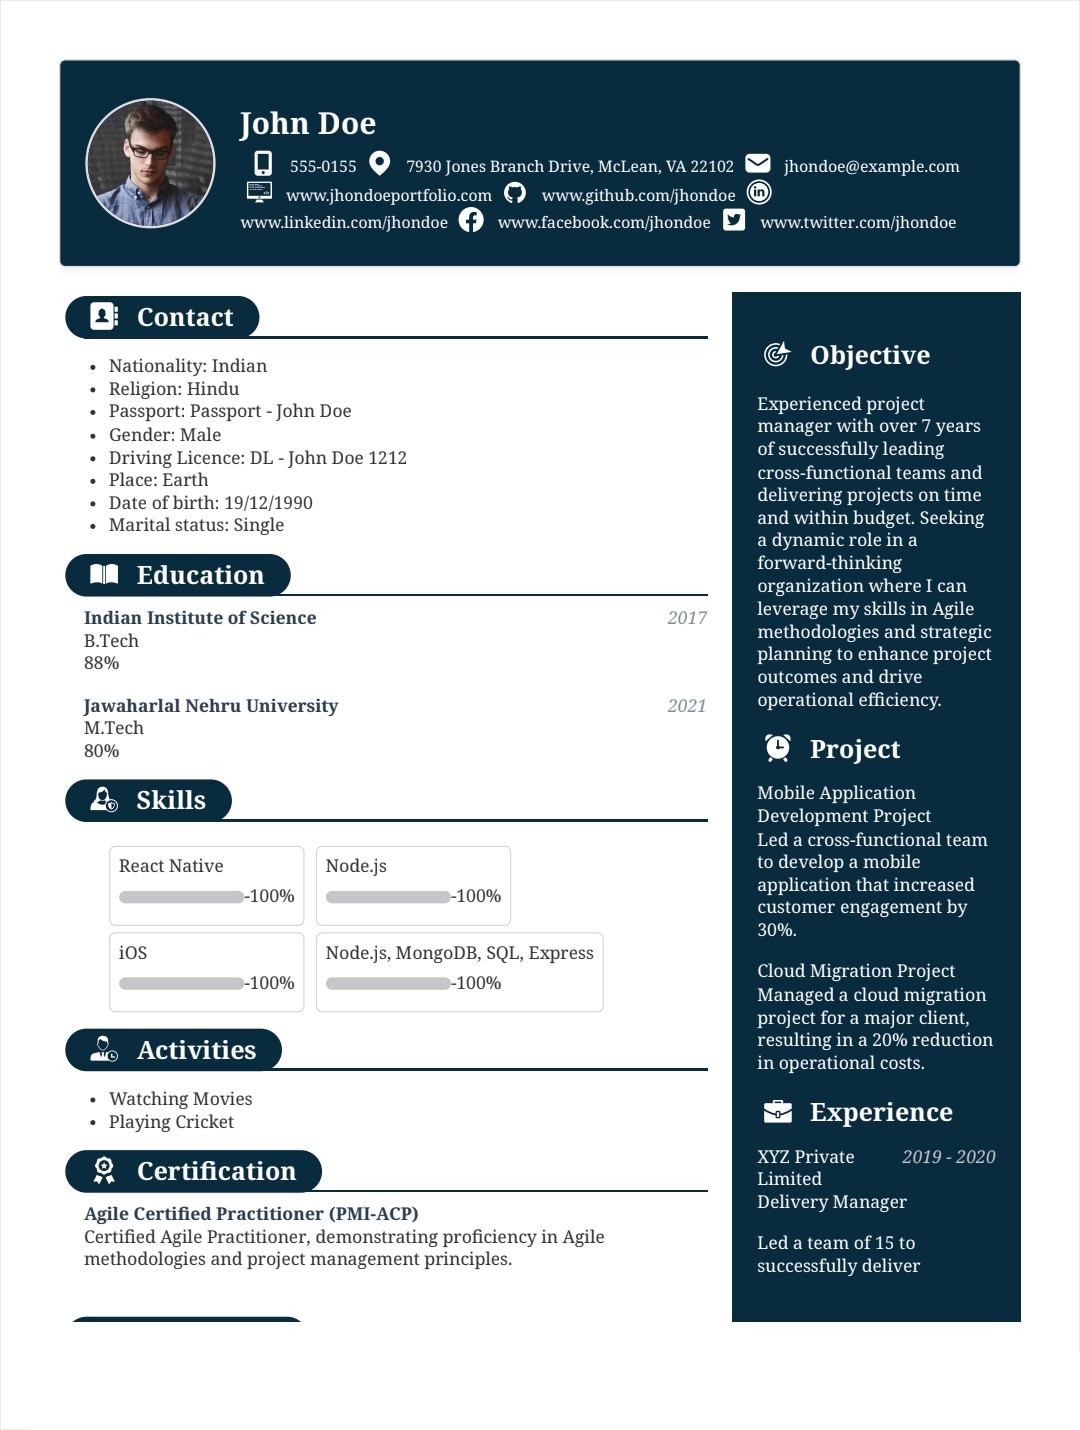 John Doe
555-0155 7930 Jones Branch Drive, McLean, VA 22102 jhondoe@example.com
www.jhondoeportfolio.com www.github.com/jhondoe
www.linkedin.com/jhondoe www.facebook.com/jhondoe www.twitter.com/jhondoe
Contact
• Nationality: Indian
• Religion: Hindu
• Passport: Passport - John Doe
• Gender: Male
• Driving Licence: DL - John Doe 1212
• Place: Earth
• Date of birth: 19/12/1990
• Marital status: Single
Education
Indian Institute of Science 2017
B.Tech
88%
Jawaharlal Nehru University 2021
M.Tech
80%
Skills
React Native
-100%
Node.js
-100%
iOS
-100%
Node.js, MongoDB, SQL, Express
-100%
Activities
• Watching Movies
• Playing Cricket
Certification
Agile Certified Practitioner (PMI-ACP)
Certified Agile Practitioner, demonstrating proficiency in Agile
methodologies and project management principles.
Objective
Experienced project
manager with over 7 years
of successfully leading
cross-functional teams and
delivering projects on time
and within budget. Seeking
a dynamic role in a
forward-thinking
organization where I can
leverage my skills in Agile
methodologies and strategic
planning to enhance project
outcomes and drive
operational efficiency.
Project
Mobile Application
Development Project
Led a cross-functional team
to develop a mobile
application that increased
customer engagement by
30%.
Cloud Migration Project
Managed a cloud migration
project for a major client,
resulting in a 20% reduction
in operational costs.
Experience
XYZ Private 2019 - 2020
Limited
Delivery Manager
Led a team of 15 to
successfully deliver